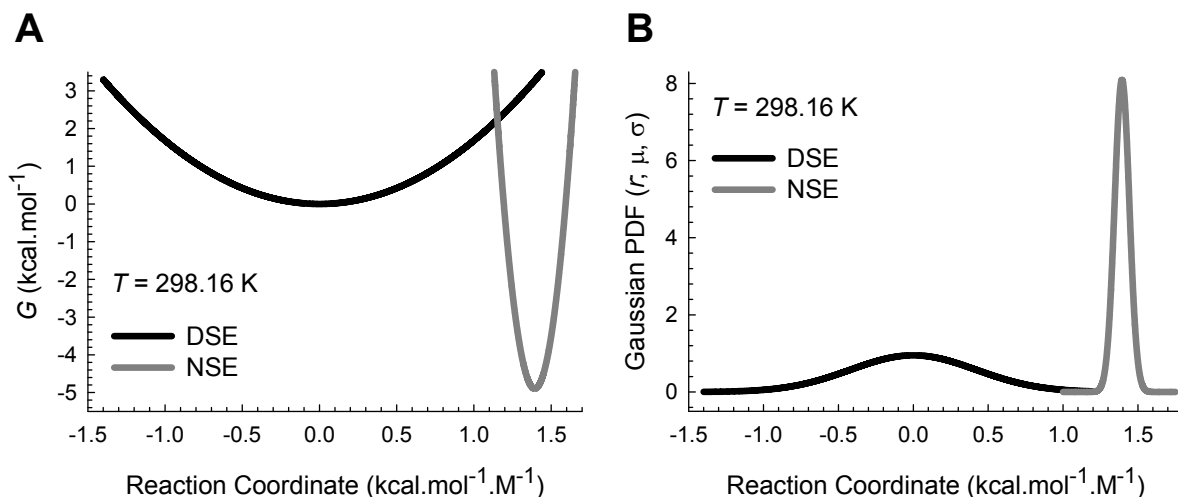 A
3
2
1
0
-1
-2
-3
-4
-5
G (kcal.mol⁻¹)
T = 298.16 K
DSE
NSE
-1.5 -1.0 -0.5 0.0 0.5 1.0 1.5
Reaction Coordinate (kcal.mol⁻¹.M⁻¹)
B
8
6
4
2
0
Gaussian PDF (r, μ, σ)
T = 298.16 K
DSE
NSE
-1.5 -1.0 -0.5 0.0 0.5 1.0 1.5
Reaction Coordinate (kcal.mol⁻¹.M⁻¹)